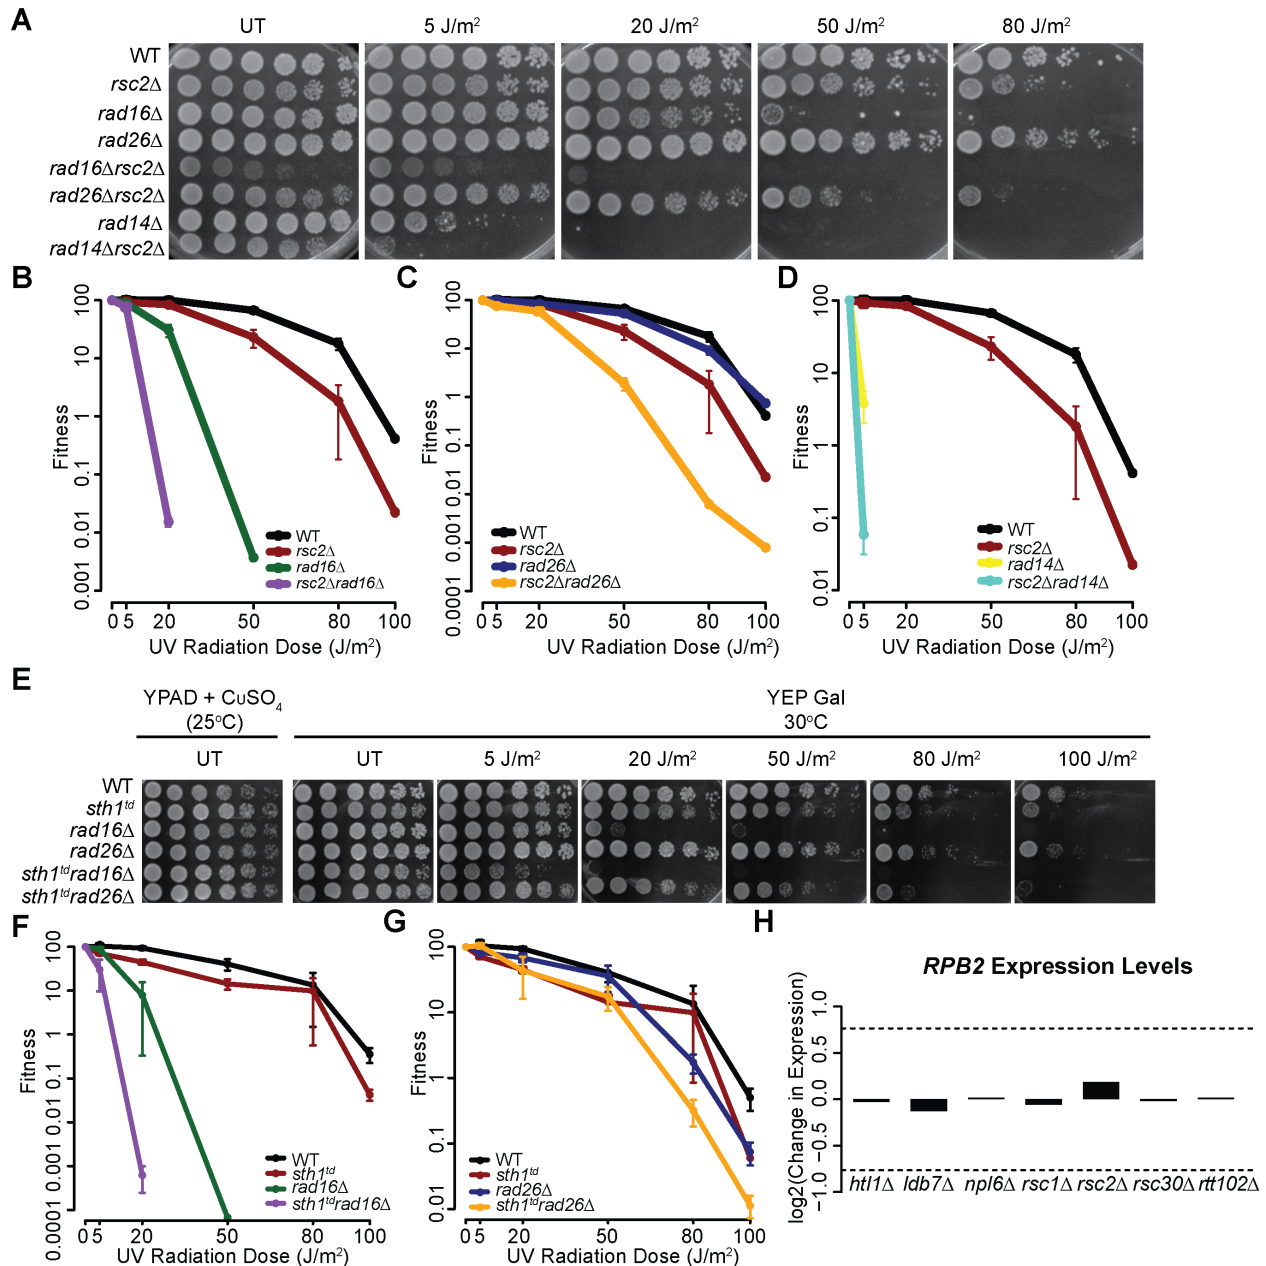 A
UT 5 J/m² 20 J/m² 50 J/m² 80 J/m²
WT
rsc2Δ
rad16Δ
rad26Δ
rad16Δrsc2Δ
rad26Δrsc2Δ
rad14Δ
rad14Δrsc2Δ
B
Fitness
100
10
1
0.1
0.01
0.001
WT
rsc2Δ
rad16Δ
rsc2Δrad16Δ
0 5 20 50 80 100
UV Radiation Dose (J/m²)
C
Fitness
100
10
1
0.1
0.01
0.001
0.0001
WT
rsc2Δ
rad26Δ
rsc2Δrad26Δ
0 5 20 50 80 100
UV Radiation Dose (J/m²)
D
Fitness
100
10
1
0.1
0.01
WT
rsc2Δ
rad14Δ
rsc2Δrad14Δ
0 5 20 50 80 100
UV Radiation Dose (J/m²)
E
YPAD + CuSO₄
(25°C)
YEP Gal
30°C
UT UT 5 J/m² 20 J/m² 50 J/m² 80 J/m² 100 J/m²
WT
sth1ᵗᵈ
rad16Δ
rad26Δ
sth1ᵗᵈrad16Δ
sth1ᵗᵈrad26Δ
F
Fitness
100
10
1
0.1
0.01
0.001
0.0001
WT
sth1ᵗᵈ
rad16Δ
sth1ᵗᵈrad16Δ
0 5 20 50 80 100
UV Radiation Dose (J/m²)
G
Fitness
100
10
1
0.1
0.01
WT
sth1ᵗᵈ
rad26Δ
sth1ᵗᵈrad26Δ
0 5 20 50 80 100
UV Radiation Dose (J/m²)
H
RPB2 Expression Levels
log2(Change in Expression)
1.0
0.5
0.0
−0.5
−1.0
htl1Δ ldb7Δ npl6Δ rsc1Δ rsc2Δ rsc30Δ rtt102Δ